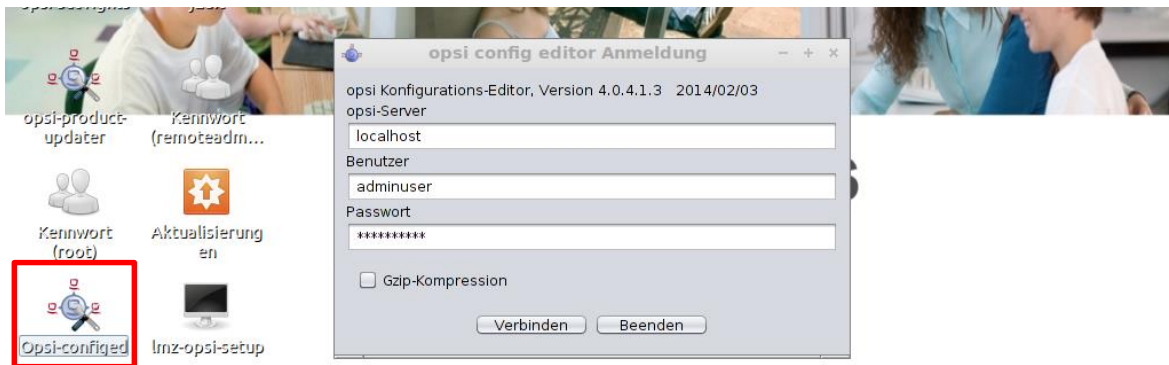 opsi config editor Anmeldung
opsi Konfigurations-Editor, Version 4.0.4.1.3 2014/02/03
opsi-Server
localhost
Benutzer
adminuser
Passwort
**********
Gzip-Kompression
Verbinden
Beenden
opsi-product-
updater
Kennwort
(remoteadm...
Kennwort
(root)
Aktualisierung
en
Opsi-configed
lmz-opsi-setup